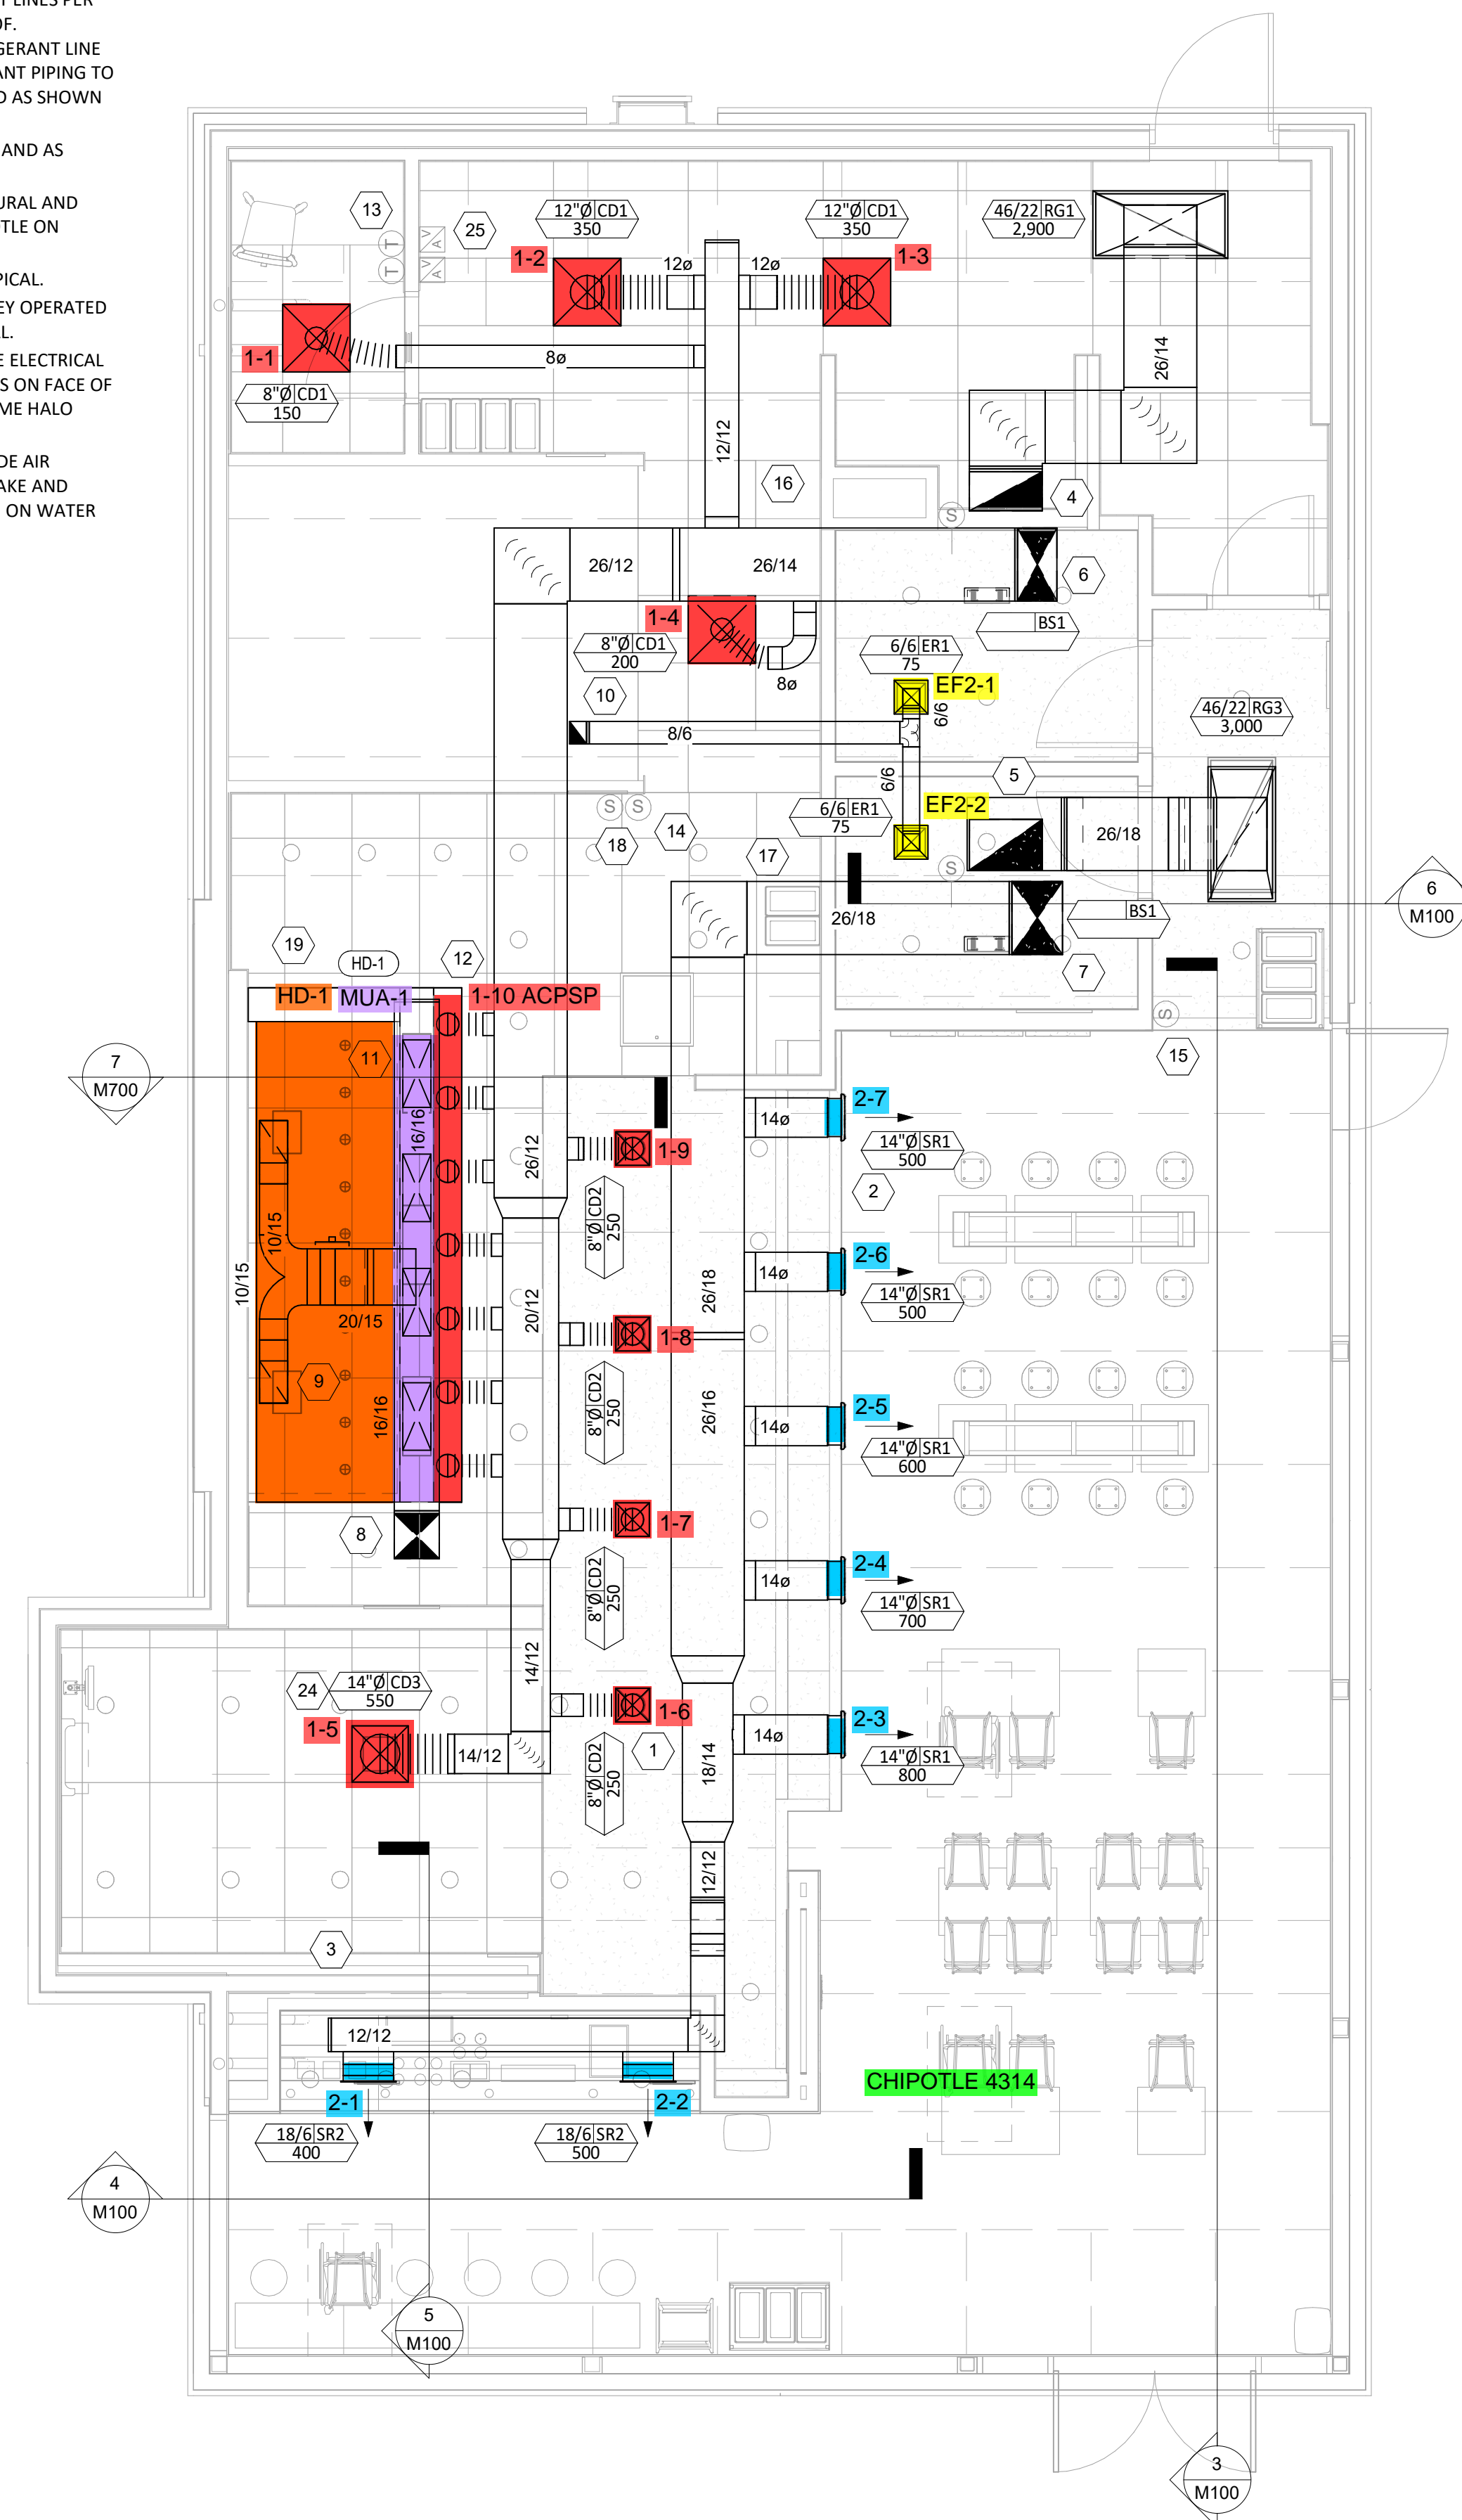 T LINES PER
OF.
GERANT LINE
ANT PIPING TO
D AS SHOWN
AND AS
URAL AND
TLE ON
PICAL.
EY OPERATED
L.
E ELECTRICAL
S ON FACE OF
ME HALO
DE AIR
AKE AND
ON WATER
13
T
T
V
A
V
A
25
12"Ø CD1
350
12"Ø CD1
350
46/22 RG1
2,900
1-2
12ø
12ø
1-3
1-1
8ø
8"Ø CD1
150
12/12
26/14
16
4
S
26/12
26/14
6
1-4
8"Ø CD1
200
8ø
BS1
6/6 ER1
75
10
EF2-1
6/6
8/6
46/22 RG3
3,000
6/6
5
S
S
18
14
6/6 ER1
75
EF2-2
26/18
17
S
26/18
BS1
6
M100
19
HD-1
12
7
HD-1
MUA-1
1-10 ACPSP
S
15
11
7
M700
16/16
26/12
1-9
8"Ø CD2
250
14ø
2-7
14"Ø SR1
500
2
10/15
10/15
20/15
20/12
26/18
14ø
2-6
14"Ø SR1
500
1-8
8"Ø CD2
250
9
16/16
26/16
14ø
2-5
14"Ø SR1
600
8
1-7
8"Ø CD2
250
14ø
2-4
14"Ø SR1
700
14/12
24
14"Ø CD3
550
1-5
14/12
1-6
1
8"Ø CD2
250
18/14
14ø
2-3
14"Ø SR1
800
12/12
3
12/12
2-1
18/6 SR2
400
2-2
18/6 SR2
500
CHIPOTLE 4314
4
M100
5
M100
3
M100